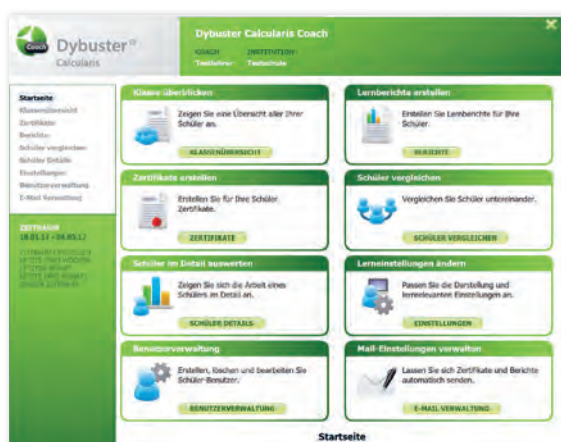 Coach
Dybuster
Calcularis
Dybuster Calcularis Coach
COACH INSTITUTION
Testlehrer Testschule
Startseite
Klassenübersicht
Zertifikate
Berichte
Schüler vergleichen
Schüler Details
Einstellungen
Benutzerverwaltung
E-Mail Verwaltung
ZEITRAUM
Klasse überblicken
Zeigen Sie eine Übersicht aller Ihrer
Schüler an.
KLASSENÜBERSICHT
Lernberichte erstellen
Erstellen Sie Lernberichte für Ihre
Schüler.
BERICHTE
Zertifikate erstellen
Erstellen Sie für Ihre Schüler
Zertifikate.
ZERTIFIKATE
Schüler vergleichen
Vergleichen Sie Schüler untereinander.
SCHÜLER VERGLEICHEN
Schüler im Detail auswerten
Zeigen Sie sich die Arbeit eines
Schülers im Detail an.
SCHÜLER DETAILS
Lerneinstellungen ändern
Passen Sie die Darstellung und
lernrelevanten Einstellungen an.
EINSTELLUNGEN
Benutzerverwaltung
Erstellen, löschen und bearbeiten Sie
Schüler-Benutzer.
BENUTZERVERWALTUNG
Mail-Einstellungen verwalten
Lassen Sie sich Zertifikate und Berichte
automatisch senden.
E-MAIL VERWALTUNG
Startseite